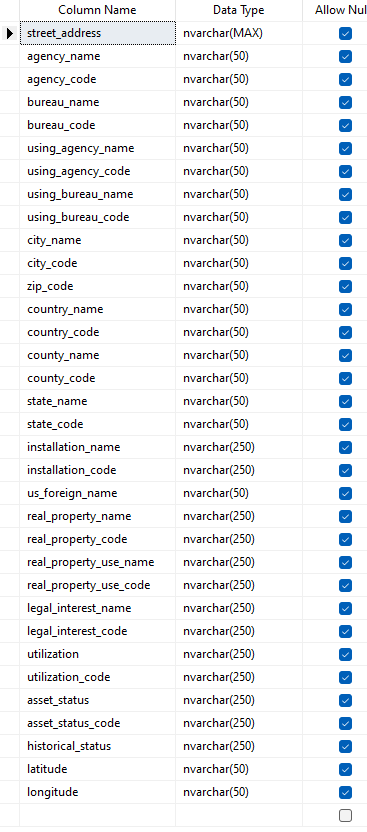 Column Name Data Type Allow Nul
street_address nvarchar(MAX)
agency_name nvarchar(50)
agency_code nvarchar(50)
bureau_name nvarchar(50)
bureau_code nvarchar(50)
using_agency_name nvarchar(50)
using_agency_code nvarchar(50)
using_bureau_name nvarchar(50)
using_bureau_code nvarchar(50)
city_name nvarchar(50)
city_code nvarchar(50)
zip_code nvarchar(50)
country_name nvarchar(50)
country_code nvarchar(50)
county_name nvarchar(50)
county_code nvarchar(50)
state_name nvarchar(50)
state_code nvarchar(50)
installation_name nvarchar(250)
installation_code nvarchar(250)
us_foreign_name nvarchar(50)
real_property_name nvarchar(250)
real_property_code nvarchar(250)
real_property_use_name nvarchar(250)
real_property_use_code nvarchar(250)
legal_interest_name nvarchar(250)
legal_interest_code nvarchar(250)
utilization nvarchar(250)
utilization_code nvarchar(250)
asset_status nvarchar(250)
asset_status_code nvarchar(250)
historical_status nvarchar(250)
latitude nvarchar(50)
longitude nvarchar(50)